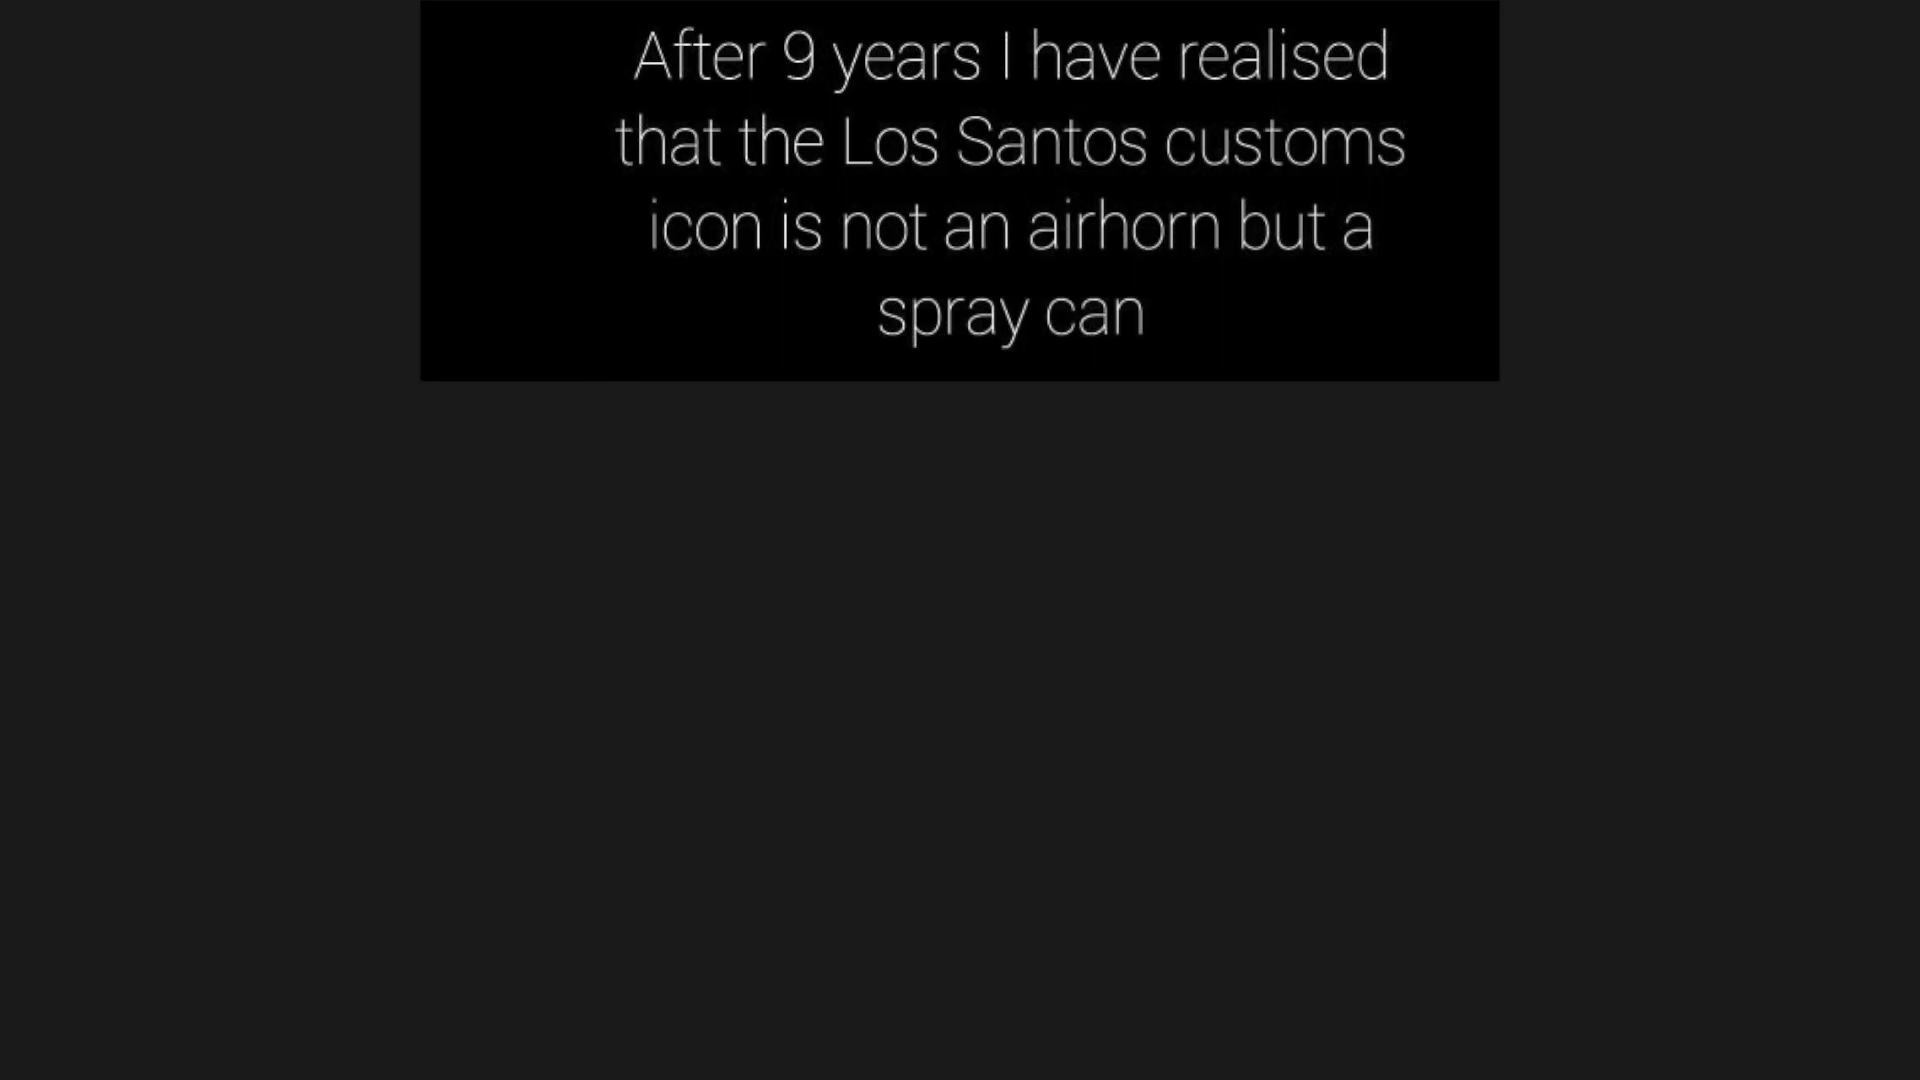 After 9 years I have realised
that the Los Santos customs
icon is not an airhorn but a
spray can